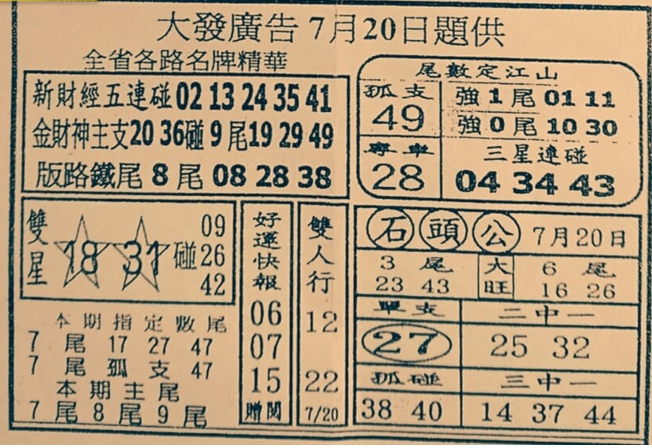 大發廣告 7月20日題供
全省各路名牌精華
新財經五連碰 02 13 24 35 41
金財神主支 20 36 碰 9 尾 19 29 49
版路鐵尾 8 尾 08 28 38
尾數定江山
孤支 49
強 1 尾 01 11
強 0 尾 10 30
專車 28
三星連碰
04 34 43
雙星 18 31 碰 09 26 42
本期指定數尾
7 尾 17 27 47
7 尾 孤 支 47
本期主尾
7 尾 8 尾 9 尾
好運快報
06
07
15
贈閱
雙人行
12
22
7/20
石頭公 7月20日
3 尾 23 43
大旺
6 尾 16 26
單支
27
二中一
25 32
孤碰
38 40
三中一
14 37 44